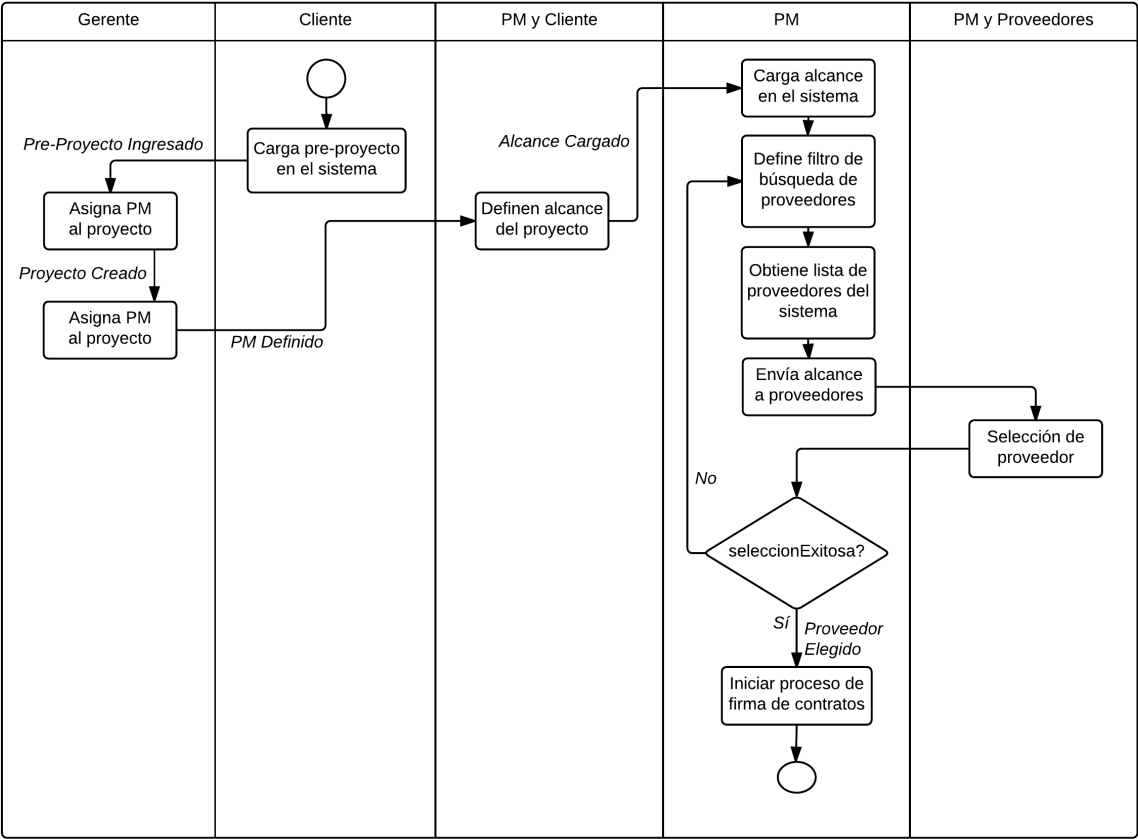 Gerente
Cliente
PM y Cliente
PM
PM y Proveedores
Carga pre-proyecto
en el sistema
Pre-Proyecto Ingresado
Asigna PM
al proyecto
Proyecto Creado
Asigna PM
al proyecto
PM Definido
Definen alcance
del proyecto
Alcance Cargado
Carga alcance
en el sistema
Define filtro de
búsqueda de
proveedores
Obtiene lista de
proveedores del
sistema
Envía alcance
a proveedores
Selección de
proveedor
No
seleccionExitosa?
Sí
Proveedor
Elegido
Iniciar proceso de
firma de contratos